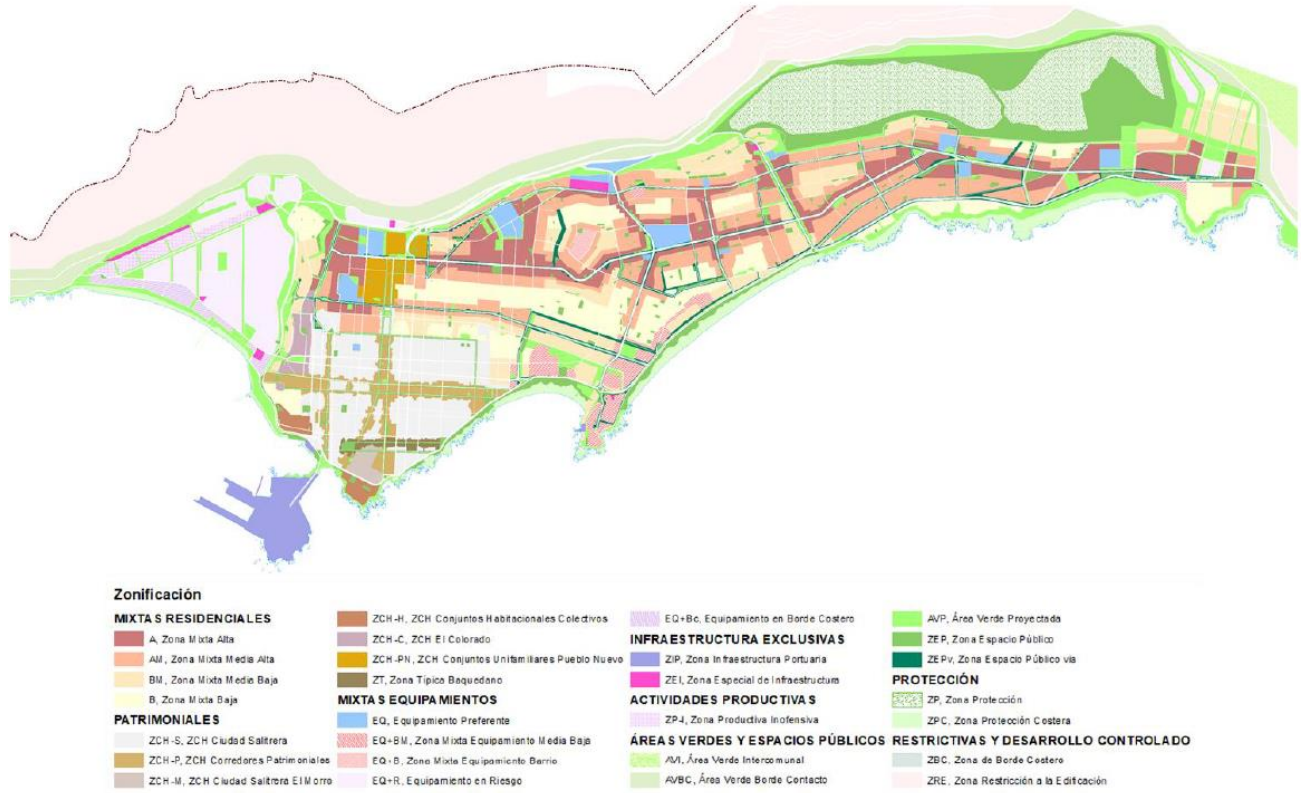 Zonificación
MIXTAS RESIDENCIALES
A, Zona Mixta Alta
AM, Zona Mixta Media Alta
BM, Zona Mixta Media Baja
B, Zona Mixta Baja
PATRIMONIALES
ZCH-S, ZCH Ciudad Salitrera
ZCH-P, ZCH Corredores Patrimoniales
ZCH-M, ZCH Ciudad Salitrera El Morro
ZCH-H, ZCH Conjuntos Habitacionales Colectivos
ZCH-C, ZCH El Colorado
ZCH-PN, ZCH Conjuntos Unifamiliares Pueblo Nuevo
ZT, Zona Típica Baquedano
MIXTAS EQUIPAMIENTOS
EQ, Equipamiento Preferente
EQ+BM, Zona Mixta Equipamiento Media Baja
EQ+B, Zona Mixta Equipamiento Barrio
EQ+R, Equipamiento en Riesgo
EQ+Bc, Equipamiento en Borde Costero
INFRAESTRUCTURA EXCLUSIVAS
ZIP, Zona Infraestructura Portuaria
ZEI, Zona Especial de Infraestructura
ACTIVIDADES PRODUCTIVAS
ZP-I, Zona Productiva Inofensiva
ÁREAS VERDES Y ESPACIOS PÚBLICOS
AVI, Área Verde Intercomunal
AVBC, Área Verde Borde Contacto
AVP, Área Verde Proyectada
ZEP, Zona Espacio Público
ZEPv, Zona Espacio Público vía
PROTECCIÓN
ZP, Zona Protección
ZPC, Zona Protección Costera
RESTRICTIVAS Y DESARROLLO CONTROLADO
ZBC, Zona de Borde Costero
ZRE, Zona Restricción a la Edificación